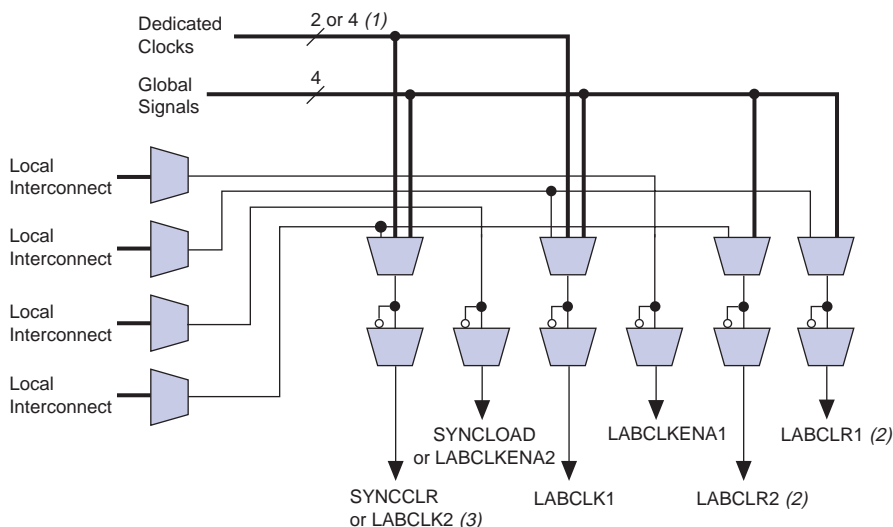 Dedicated
Clocks
2 or 4 (1)
Global
Signals
4
Local
Interconnect
Local
Interconnect
Local
Interconnect
Local
Interconnect
SYNCLOAD
or LABCLKENA2
LABCLKENA1
LABCLR1 (2)
SYNCCLR
or LABCLK2 (3)
LABCLK1
LABCLR2 (2)